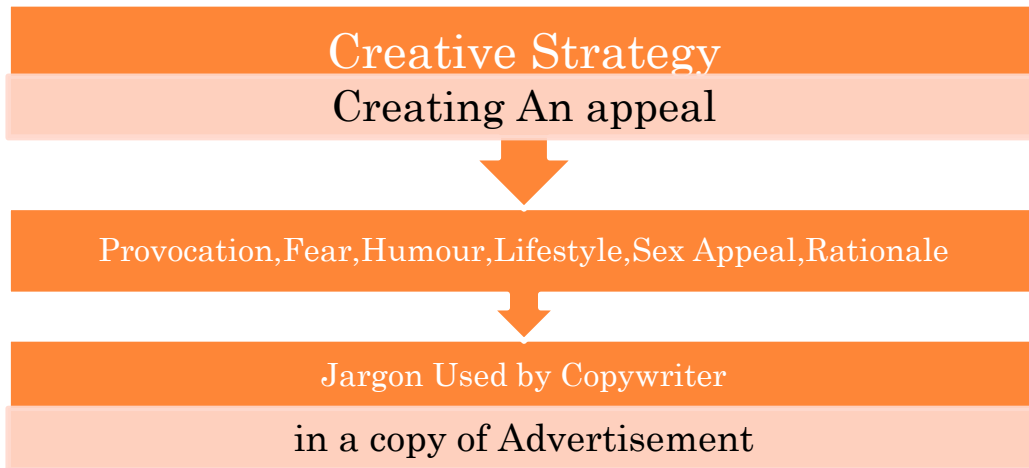 Creative Strategy
Creating An appeal
Provocation,Fear,Humour,Lifestyle,Sex Appeal,Rationale
Jargon Used by Copywriter
in a copy of Advertisement